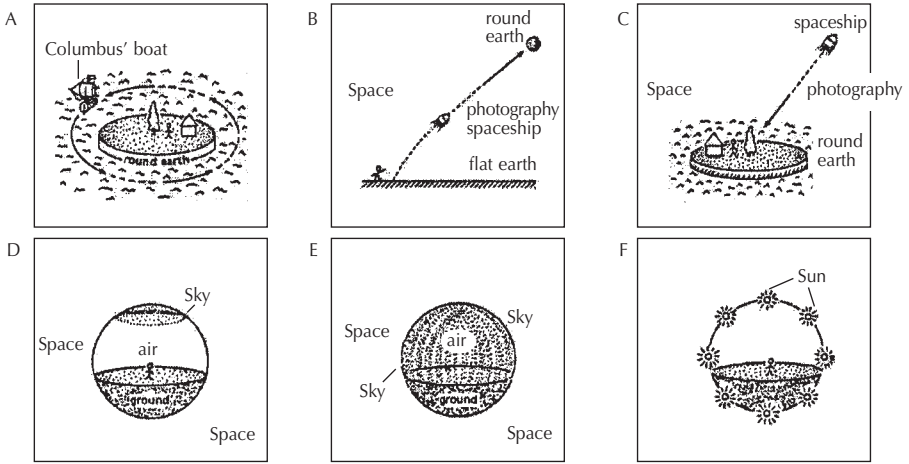 A
Columbus' boat
round earth
B
round
earth
Space
photography
spaceship
flat earth
C
spaceship
Space
photography
round
earth
D
Sky
Space
air
ground
Space
E
Sky
Space
air
Sky
ground
Space
F
Sun